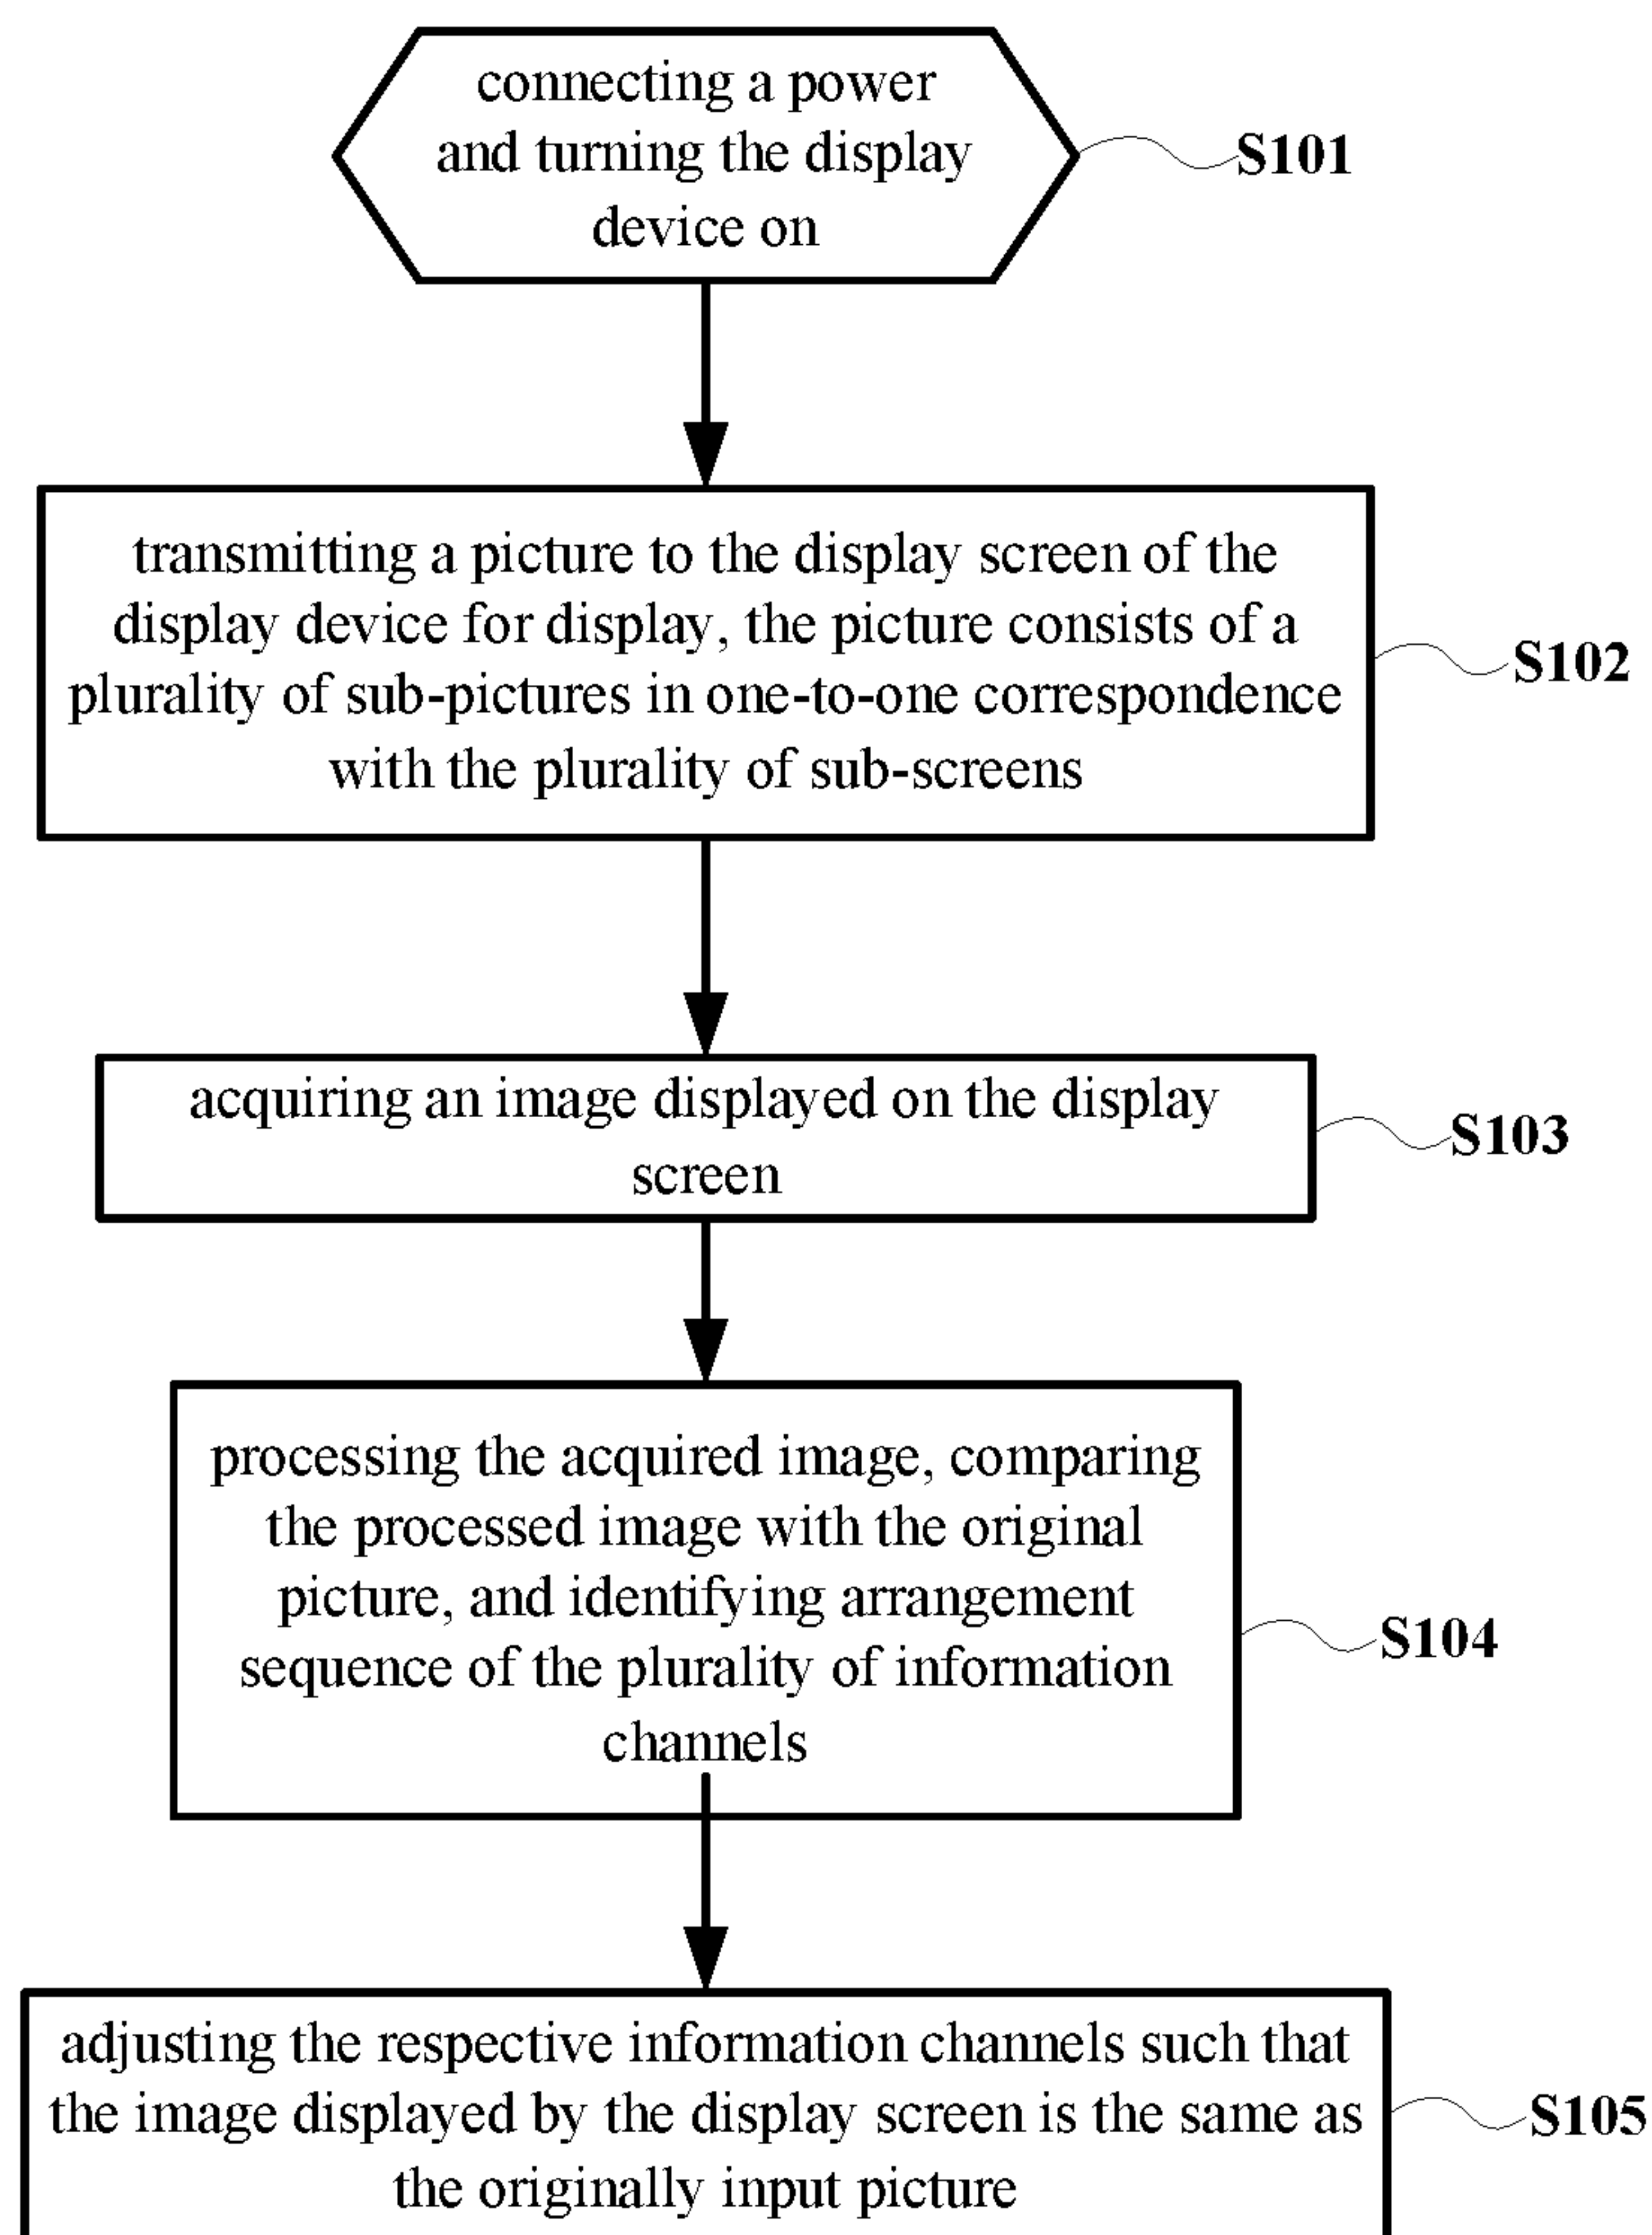 connecting a power
and turning the display
device on
S101
transmitting a picture to the display screen of the
display device for display, the picture consists of a
plurality of sub-pictures in one-to-one correspondence
with the plurality of sub-screens
S102
acquiring an image displayed on the display
screen
S103
processing the acquired image, comparing
the processed image with the original
picture, and identifying arrangement
sequence of the plurality of information
channels
S104
adjusting the respective information channels such that
the image displayed by the display screen is the same as
the originally input picture
S105